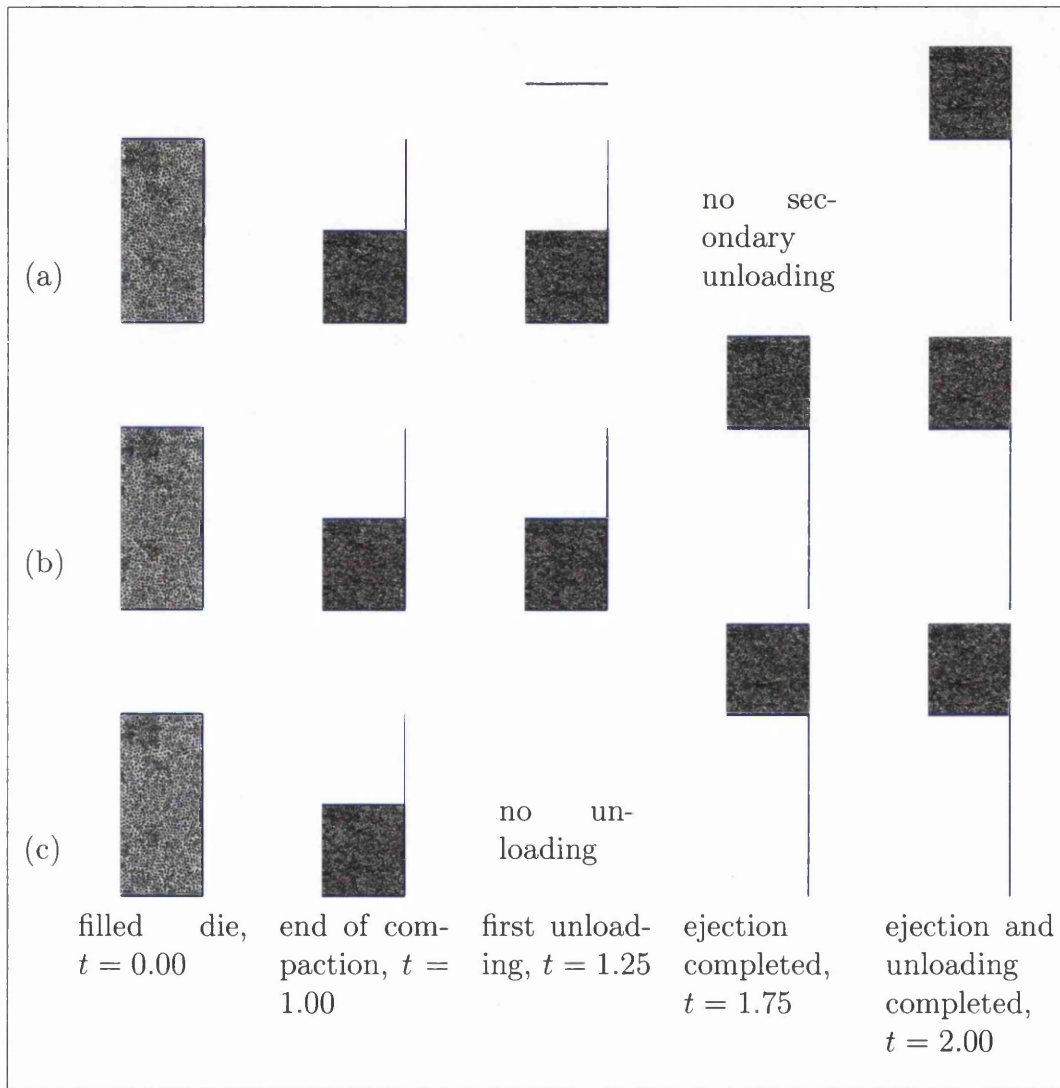 (a)
no sec-
ondary
unloading
(b)
(c)
no un-
loading
filled die,
t = 0.00
end of com-
paction, t =
1.00
first unload-
ing, t = 1.25
ejection
completed,
t = 1.75
ejection and
unloading
completed,
t = 2.00